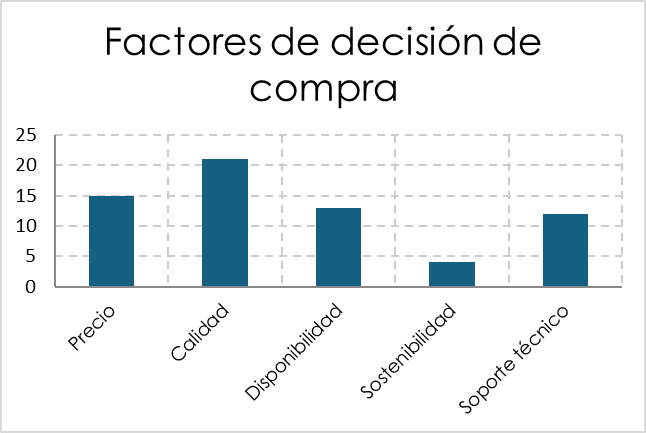 Factores de decisión de
compra
25
20
15
10
5
0
Precio
Calidad
Disponibilidad
Sostenibilidad
Soporte técnico